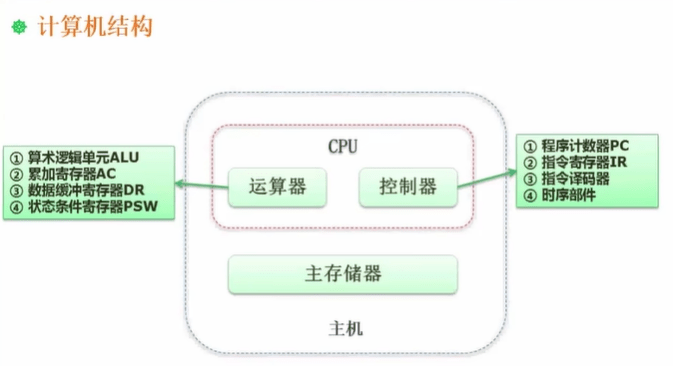 计算机结构
CPU
① 算术逻辑单元ALU
② 累加寄存器AC
③ 数据缓冲寄存器DR
④ 状态条件寄存器PSW
运算器
控制器
① 程序计数器PC
② 指令寄存器IR
③ 指令译码器
④ 时序部件
主存储器
主机